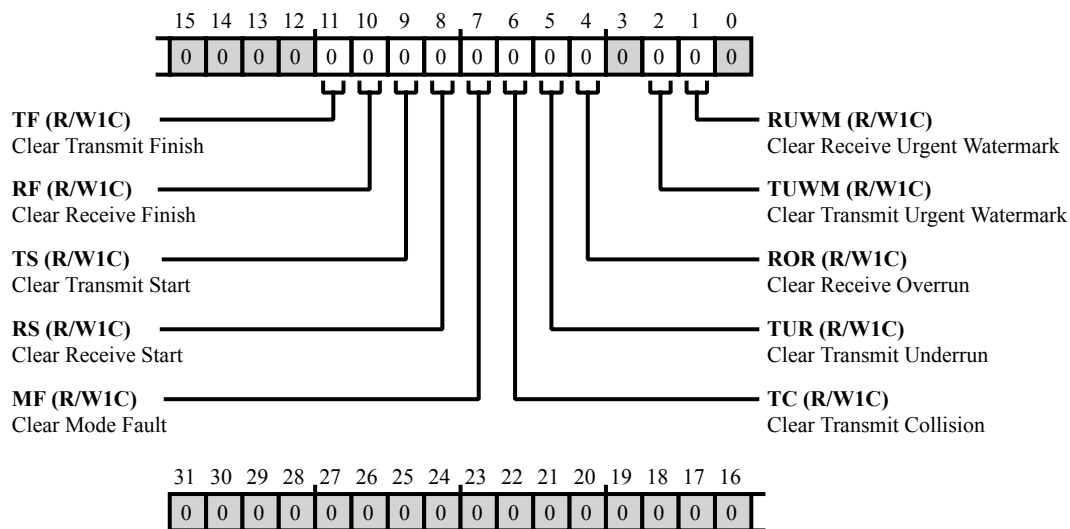 15 14 13 12 11 10 9 8 7 6 5 4 3 2 1 0
0 0 0 0 0 0 0 0 0 0 0 0 0 0 0 0
TF (R/W1C)
Clear Transmit Finish
RF (R/W1C)
Clear Receive Finish
TS (R/W1C)
Clear Transmit Start
RS (R/W1C)
Clear Receive Start
MF (R/W1C)
Clear Mode Fault
RUWM (R/W1C)
Clear Receive Urgent Watermark
TUWM (R/W1C)
Clear Transmit Urgent Watermark
ROR (R/W1C)
Clear Receive Overrun
TUR (R/W1C)
Clear Transmit Underrun
TC (R/W1C)
Clear Transmit Collision
31 30 29 28 27 26 25 24 23 22 21 20 19 18 17 16
0 0 0 0 0 0 0 0 0 0 0 0 0 0 0 0